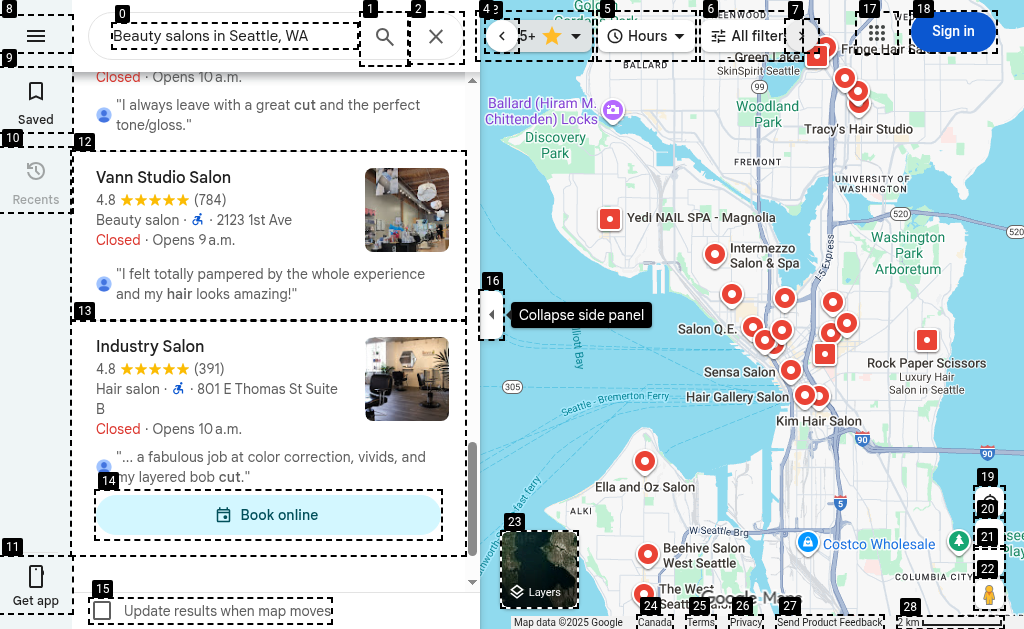 8
0
Beauty salons in Seattle, WA
1
2
9
Saved
10
Recents
11
Get app
Closed · Opens 10 a.m.
"I always leave with a great cut and the perfect
tone/gloss."
12
Vann Studio Salon
4.8 (784)
Beauty salon · 2123 1st Ave
Closed · Opens 9 a.m.
"I felt totally pampered by the whole experience
and my hair looks amazing!"
13
Industry Salon
4.8 (391)
Hair salon · 801 E Thomas St Suite
B
Closed · Opens 10 a.m.
"... a fabulous job at color correction, vivids, and
my layered bob cut."
14
Book online
15
Update results when map moves
16
Collapse side panel
4
5+
5
Hours
6
All filter
7
17
18
Sign in
Fringe Hair
Green Lake
SkinSpirit Seattle
BALLARD
99
Ballard (Hiram M.
Chittenden) Locks
Woodland
Park
Discovery
Park
Tracy's Hair Studio
FREMONT
UNIVERSITY OF
WASHINGTON
520
520
Yedi NAIL SPA - Magnolia
Washington
Park
Arboretum
Intermezzo
Salon & Spa
I-5 Express
Salon Q.E.
Elliott Bay
Rock Paper Scissors
Luxury Hair
Salon in Seattle
Sensa Salon
305
Seattle - Bremerton Ferry
Hair Gallery Salon
Kim Hair Salon
90
90
Ella and Oz Salon
5
19
20
21
22
ALKI
W Seattle Brg
23
Layers
Costco Wholesale
Beehive Salon
West Seattle
COLUMBIA CITY
The West
Google Maps
24
25
26
27
28
Map data ©2025 Google
Canada
Terms
Privacy
Send Product Feedback
2 km